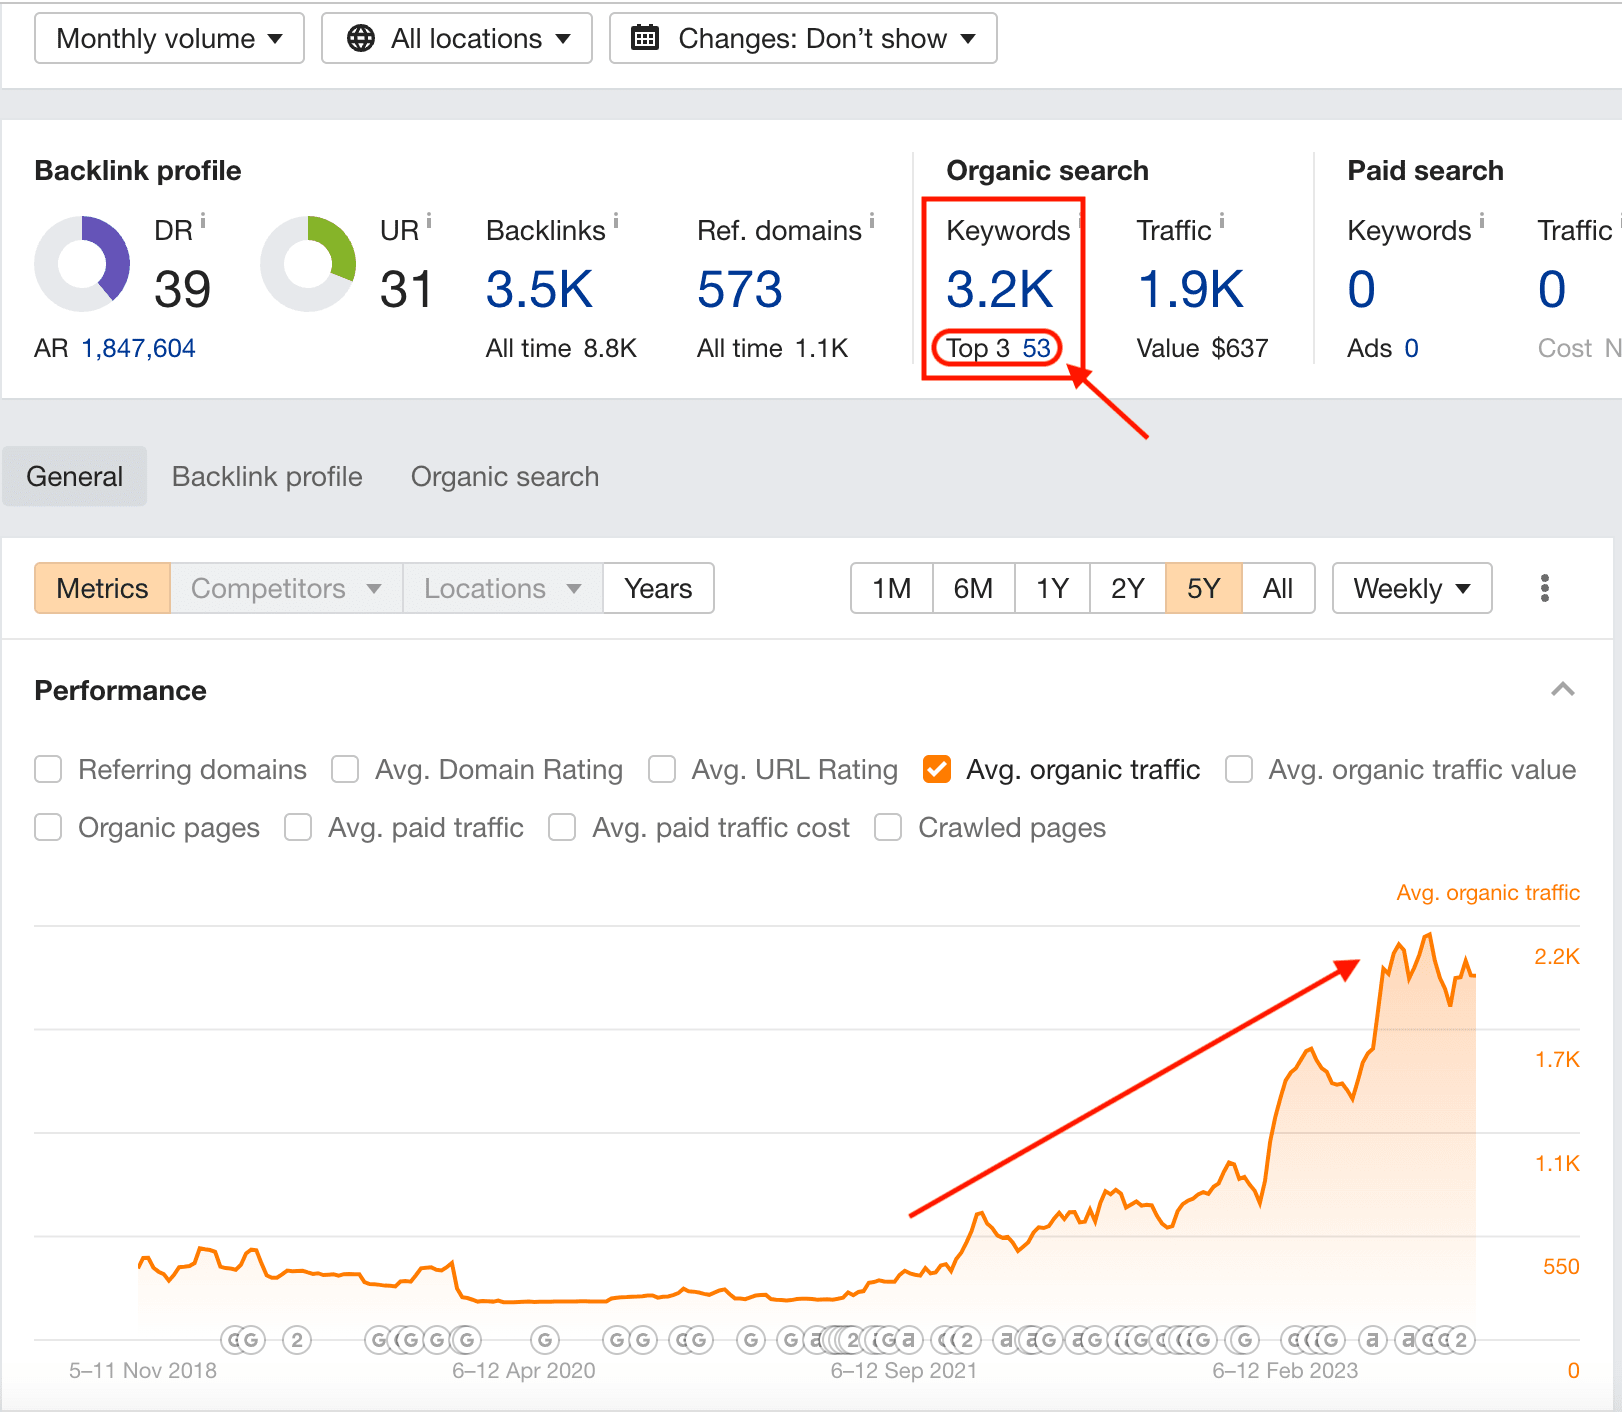 Monthly volume All locations Changes: Don't show
Backlink profile Organic search Paid search
DR UR Backlinks Ref. domains Keywords Traffic Keywords Traffic
39 31 3.5K 573 3.2K 1.9K 0 0
AR 1,847,604 All time 8.8K All time 1.1K Top 3 53 Value $637 Ads 0 Cost N
General Backlink profile Organic search
Metrics Competitors Locations Years 1M 6M 1Y 2Y 5Y All Weekly
Performance
Referring domains Avg. Domain Rating Avg. URL Rating Avg. organic traffic Avg. organic traffic value
Organic pages Avg. paid traffic Avg. paid traffic cost Crawled pages
Avg. organic traffic
2.2K
1.7K
1.1K
550
5–11 Nov 2018 6–12 Apr 2020 6–12 Sep 2021 6–12 Feb 2023 0